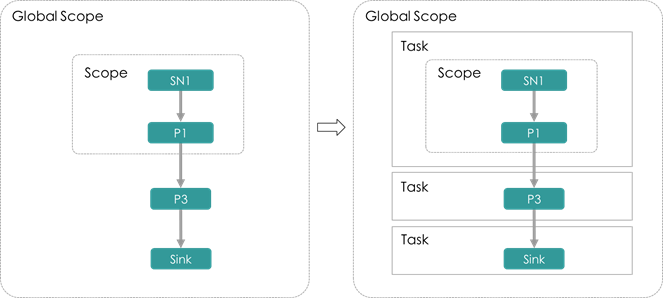 Global Scope
Scope
SN1
P1
P3
Sink
Global Scope
Task
Scope
SN1
P1
Task
P3
Task
Sink